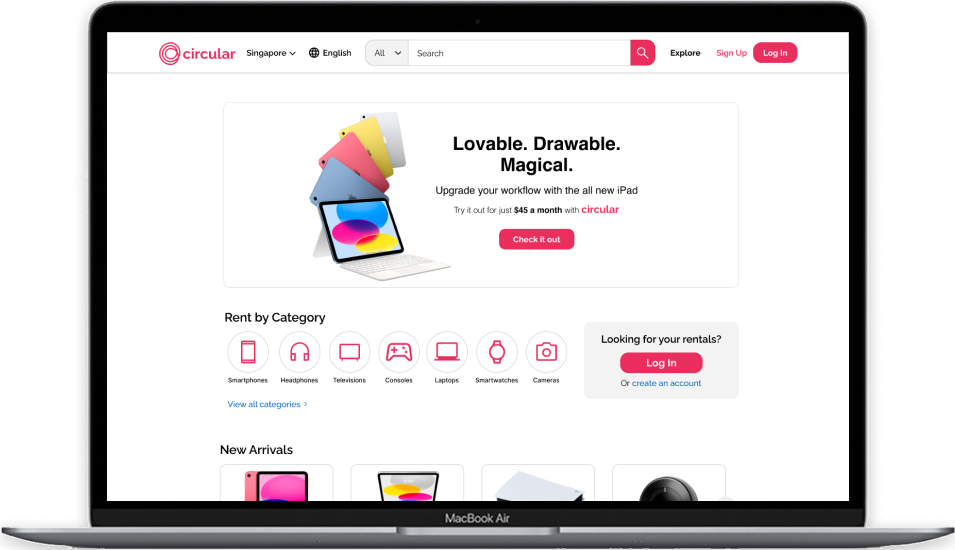 circular
Singapore
English
All
Search
Explore
Sign Up
Log In
Lovable. Drawable.
Magical.
Upgrade your workflow with the all new iPad
Try it out for just $45 a month with circular
Check it out
Rent by Category
Smartphones
Headphones
Televisions
Consoles
Laptops
Smartwatches
Cameras
View all categories >
Looking for your rentals?
Log In
Or create an account
New Arrivals
MacBook Air